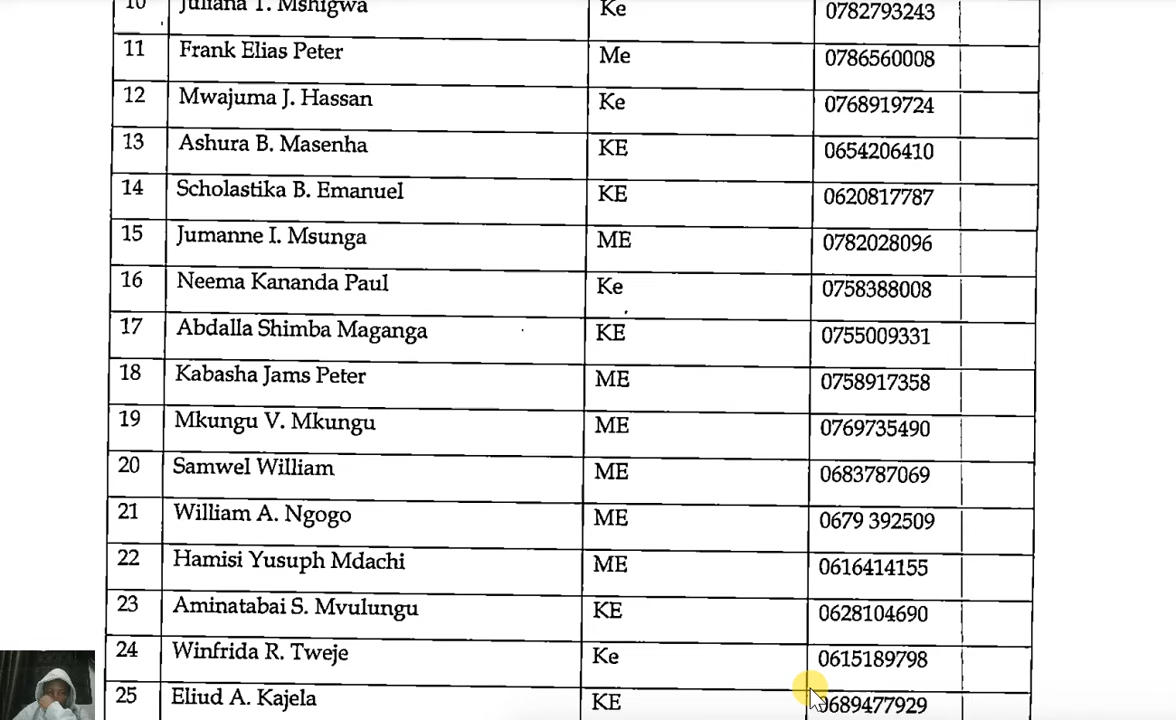 10 Juliana T. Mshigwa Ke 0782793243
11 Frank Elias Peter Me 0786560008
12 Mwajuma J. Hassan Ke 0768919724
13 Ashura B. Masenha KE 0654206410
14 Scholastika B. Emanuel KE 0620817787
15 Jumanne I. Msunga ME 0782028096
16 Neema Kananda Paul Ke 0758388008
17 Abdalla Shimba Maganga KE 0755009331
18 Kabasha Jams Peter ME 0758917358
19 Mkungu V. Mkungu ME 0769735490
20 Samwel William ME 0683787069
21 William A. Ngogo ME 0679 392509
22 Hamisi Yusuph Mdachi ME 0616414155
23 Aminatabai S. Mvulungu KE 0628104690
24 Winfrida R. Tweje Ke 0615189798
25 Eliud A. Kajela KE 0689477929